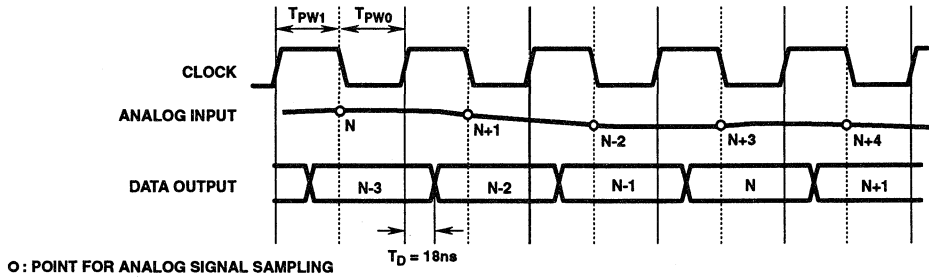 TPW1 TPW0
CLOCK
ANALOG INPUT
N N+1 N-2 N+3 N+4
DATA OUTPUT N-3 N-2 N-1 N N+1
TD = 18ns
O : POINT FOR ANALOG SIGNAL SAMPLING